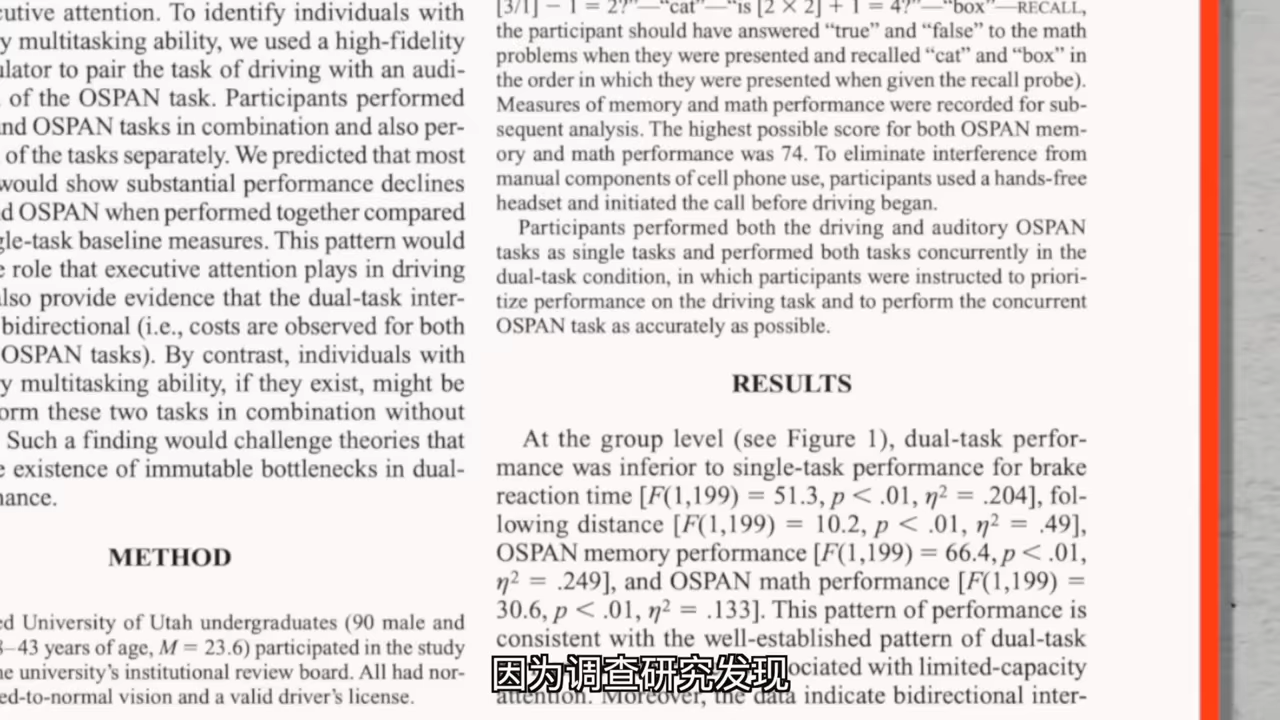 cutive attention. To identify individuals with
y multitasking ability, we used a high-fidelity
ulator to pair the task of driving with an audi-
of the OSPAN task. Participants performed
nd OSPAN tasks in combination and also per-
of the tasks separately. We predicted that most
would show substantial performance declines
d OSPAN when performed together compared
gle-task baseline measures. This pattern would
e role that executive attention plays in driving
also provide evidence that the dual-task inter-
bidirectional (i.e., costs are observed for both
OSPAN tasks). By contrast, individuals with
y multitasking ability, if they exist, might be
orm these two tasks in combination without
Such a finding would challenge theories that
e existence of immutable bottlenecks in dual-
mance.
METHOD
ed University of Utah undergraduates (90 male and
8–43 years of age, M = 23.6) participated in the study
he university’s institutional review board. All had nor-
ed-to-normal vision and a valid driver’s license.
[3/1] − 1 = 2?”—“cat”—“is [2 × 2] + 1 = 4?”—“box”—RECALL,
the participant should have answered “true” and “false” to the math
problems when they were presented and recalled “cat” and “box” in
the order in which they were presented when given the recall probe).
Measures of memory and math performance were recorded for sub-
sequent analysis. The highest possible score for both OSPAN mem-
ory and math performance was 74. To eliminate interference from
manual components of cell phone use, participants used a hands-free
headset and initiated the call before driving began.
Participants performed both the driving and auditory OSPAN
tasks as single tasks and performed both tasks concurrently in the
dual-task condition, in which participants were instructed to priori-
tize performance on the driving task and to perform the concurrent
OSPAN task as accurately as possible.
RESULTS
At the group level (see Figure 1), dual-task perfor-
mance was inferior to single-task performance for brake
reaction time [F(1,199) = 51.3, p < .01, η² = .204], fol-
lowing distance [F(1,199) = 10.2, p < .01, η² = .49],
OSPAN memory performance [F(1,199) = 66.4, p < .01,
η² = .249], and OSPAN math performance [F(1,199) =
30.6, p < .01, η² = .133]. This pattern of performance is
consistent with the well-established pattern of dual-task
ociated with limited-capacity
attention. Moreover, the data indicate bidirectional inter-
因为调查研究发现